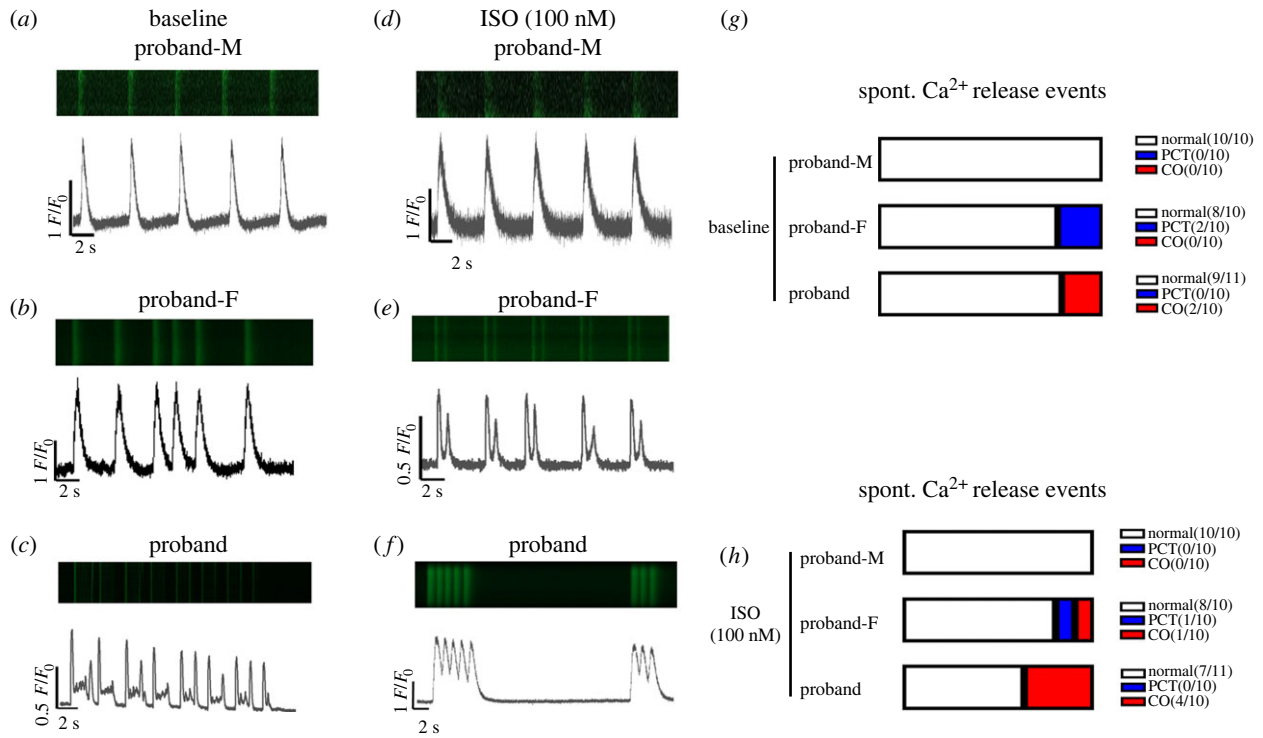 (a) baseline
proband-M
1 F/F0
2 s
(b) proband-F
1 F/F0
2 s
(c) proband
0.5 F/F0
2 s
(d) ISO (100 nM)
proband-M
1 F/F0
2 s
(e) proband-F
0.5 F/F0
2 s
(f) proband
1 F/F0
2 s
(g)
spont. Ca2+ release events
baseline
proband-M
normal(10/10)
PCT(0/10)
CO(0/10)
proband-F
normal(8/10)
PCT(2/10)
CO(0/10)
proband
normal(9/11)
PCT(0/10)
CO(2/10)
spont. Ca2+ release events
(h)
ISO
(100 nM)
proband-M
normal(10/10)
PCT(0/10)
CO(0/10)
proband-F
normal(8/10)
PCT(1/10)
CO(1/10)
proband
normal(7/11)
PCT(0/10)
CO(4/10)